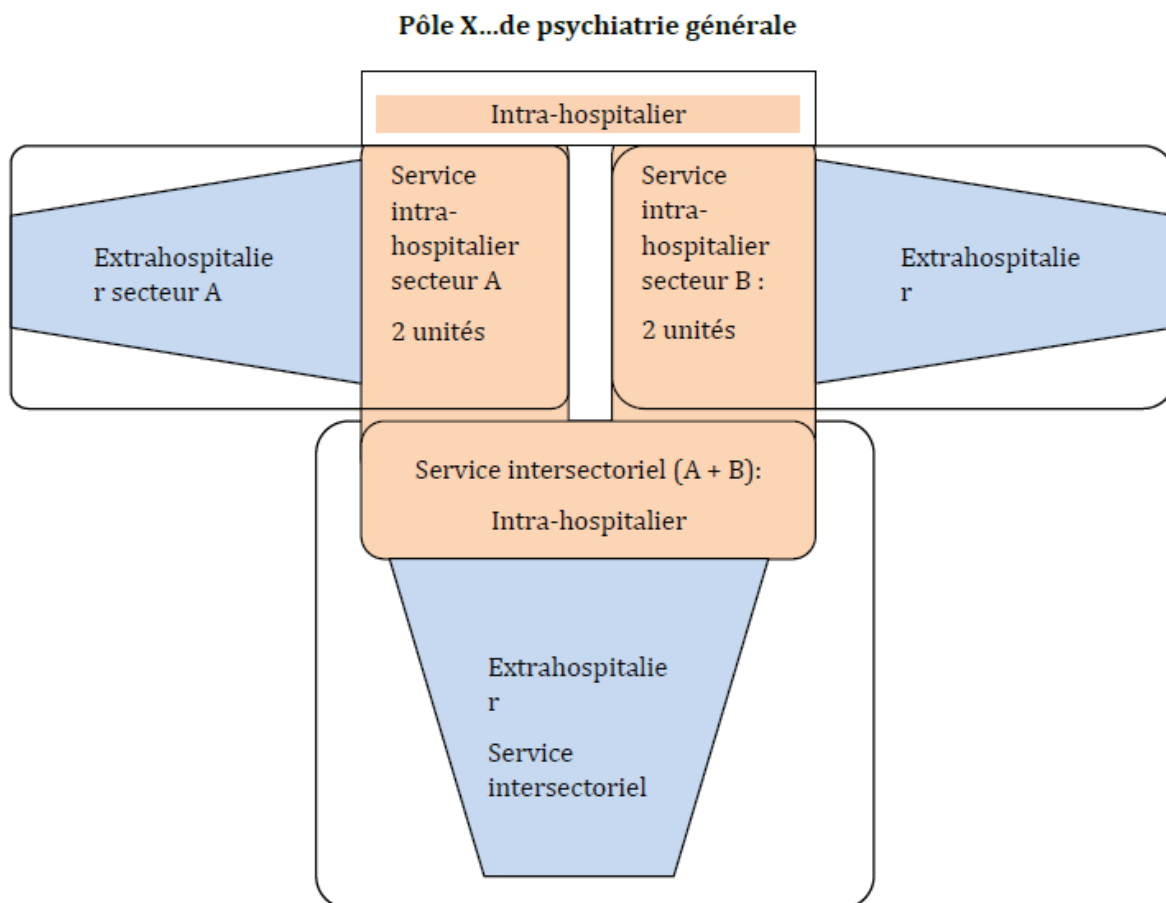 Pôle X...de psychiatrie générale
Intra-hospitalier
Extrahospitalie
r secteur A
Service
intra-
hospitalier
secteur A
2 unités
Service
intra-
hospitalier
secteur B :
2 unités
Extrahospitalie
r
Service intersectoriel (A + B):
Intra-hospitalier
Extrahospitalie
r
Service
intersectoriel